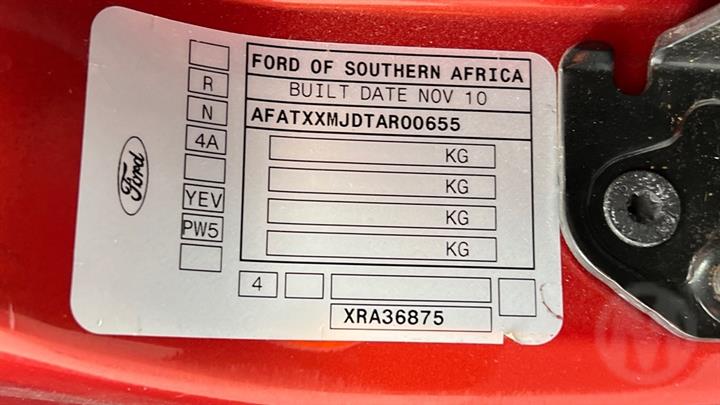 FORD OF SOUTHERN AFRICA
BUILT DATE NOV 10
AFATXXMJDTAR00655
KG
KG
KG
KG
R
N
4A
YEV
PW5
Ford
4
XRA36875
M